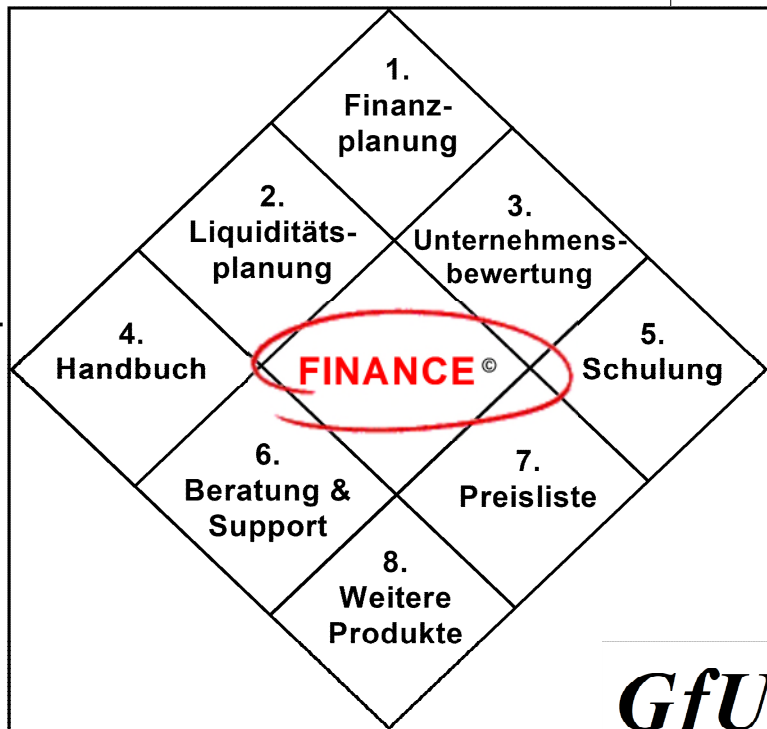 1.
Finanz-
planung
2.
Liquiditäts-
planung
3.
Unternehmens-
bewertung
4.
Handbuch
FINANCE ©
5.
Schulung
6.
Beratung &
Support
7.
Preisliste
8.
Weitere
Produkte
GfU